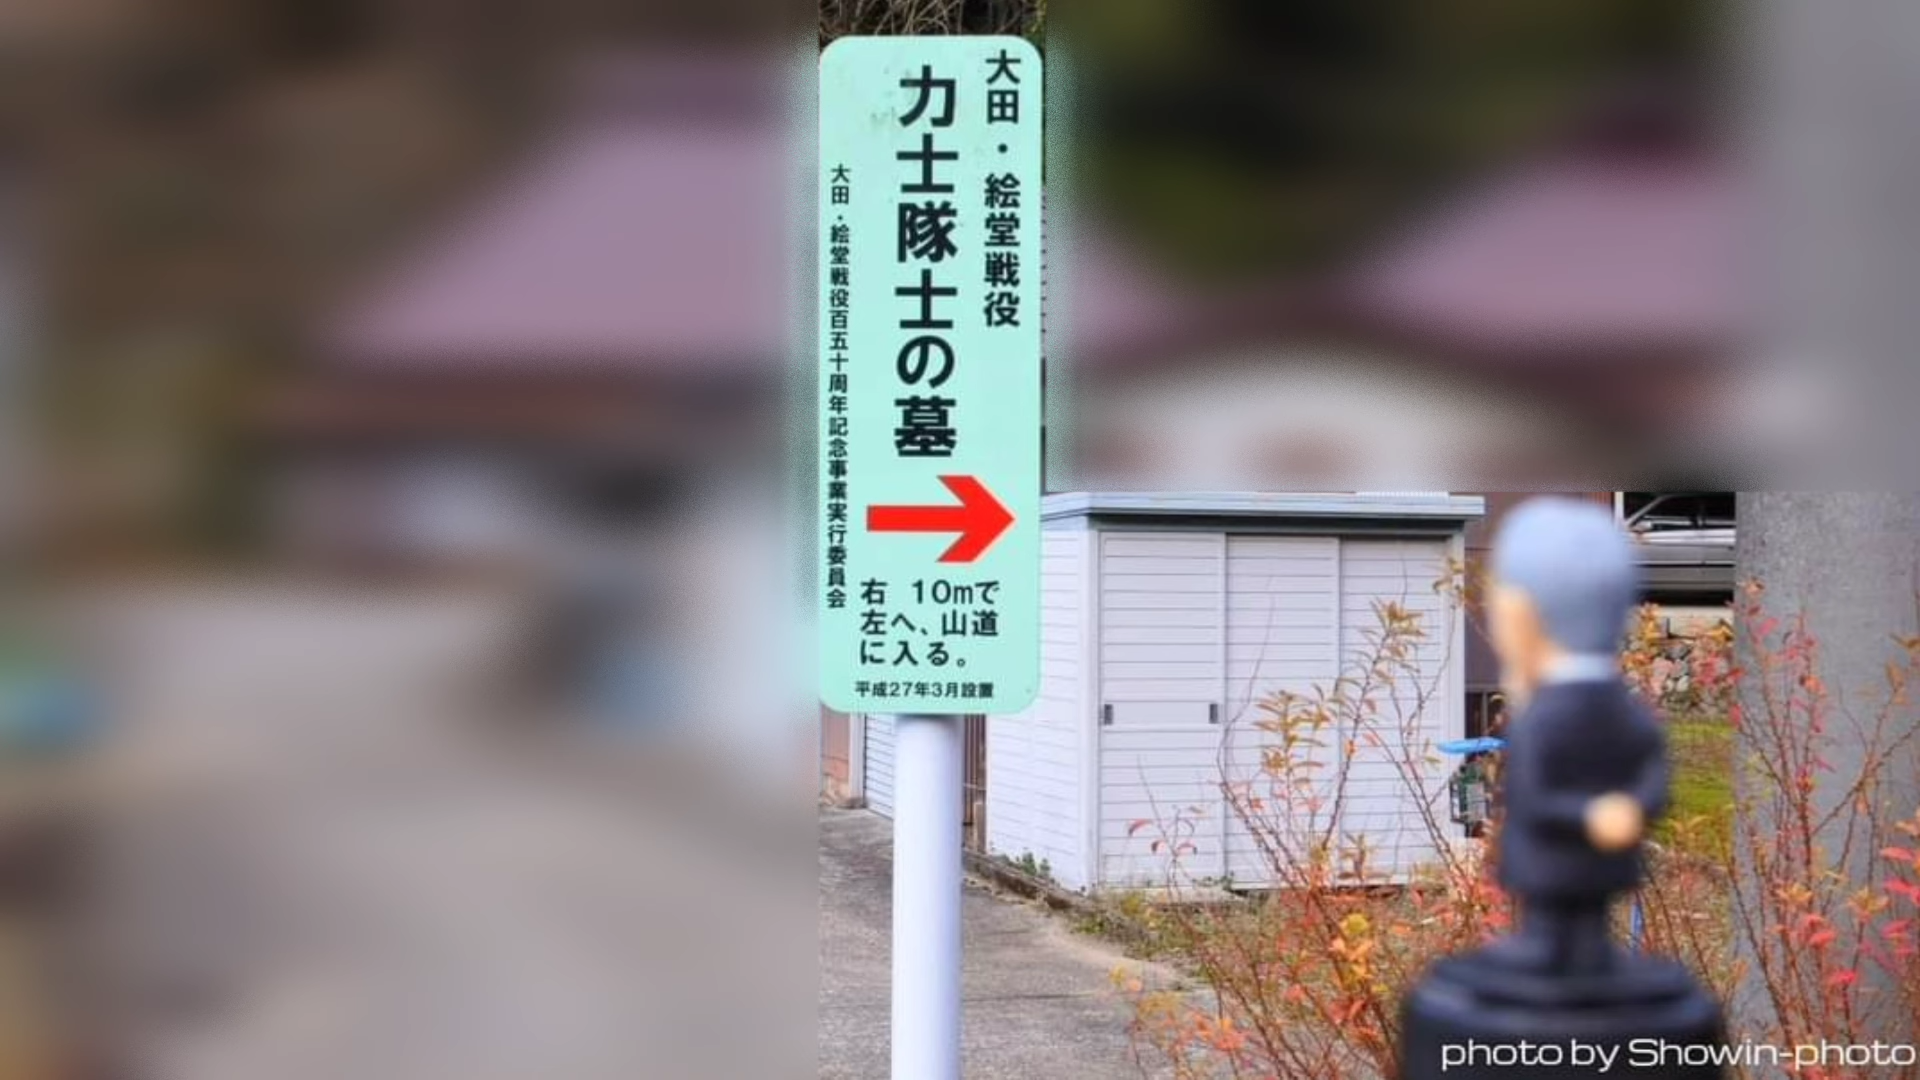 大田・絵堂戦役
力士隊士の墓
大田・絵堂戦役百五十周年記念事業実行委員会
右 10mで
左へ、山道
に入る。
平成27年3月設置
photo by Showin-photo